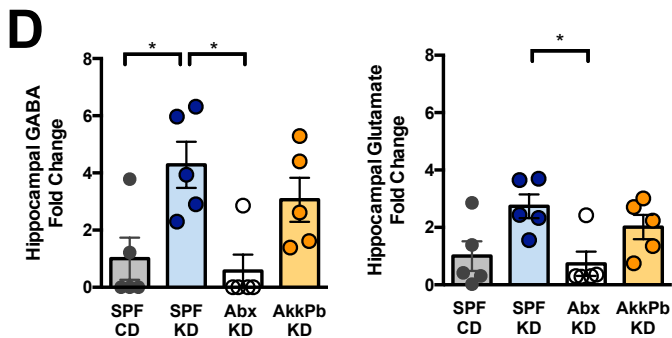 D
Hippocampal GABA
Fold Change
8
6
4
2
0
*
*
SPF
CD
SPF
KD
Abx
KD
AkkPb
KD
Hippocampal Glutamate
Fold Change
8
6
4
2
0
*
SPF
CD
SPF
KD
Abx
KD
AkkPb
KD